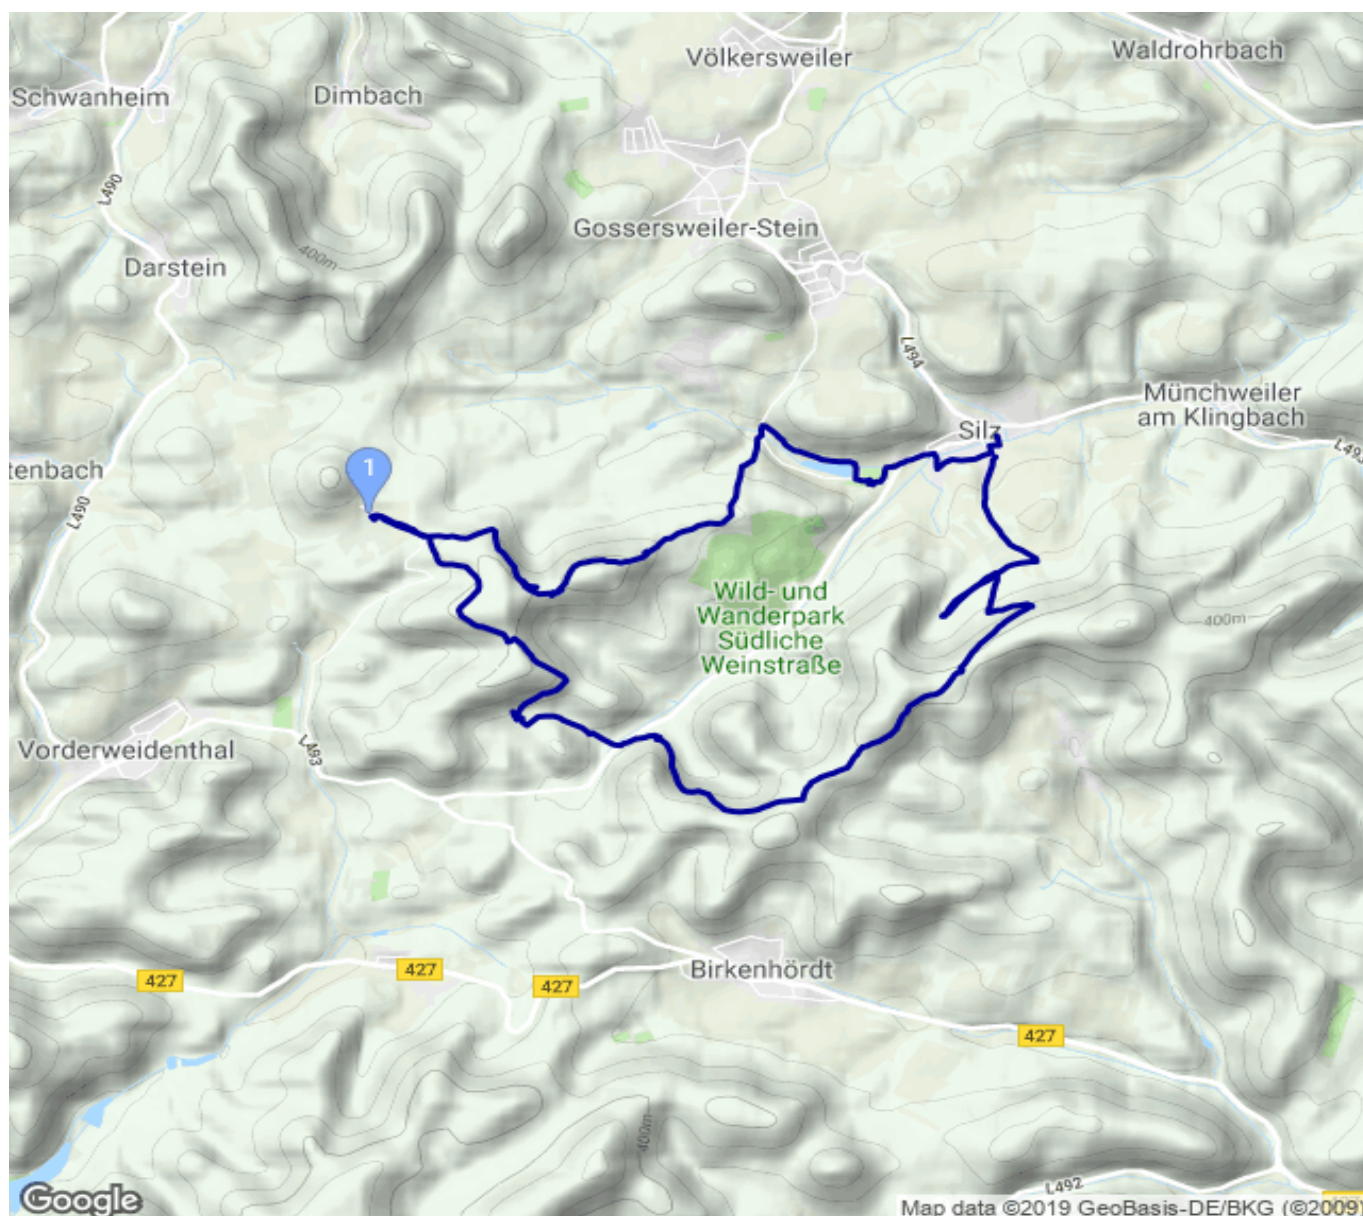 Völkersweiler
Waldrohrbach
Schwanheim
Dimbach
L490
Gossersweiler-Stein
400m
Darstein
L494
Münchweiler
am Klingbach
Silz
L493
tenbach
1
L490
Wild- und
Wanderpark
Südliche
Weinstraße
400m
Vorderweidenthal
L493
427
427
427
Birkenhördt
427
400m
L492
Google
Map data ©2019 GeoBasis-DE/BKG (©2009)